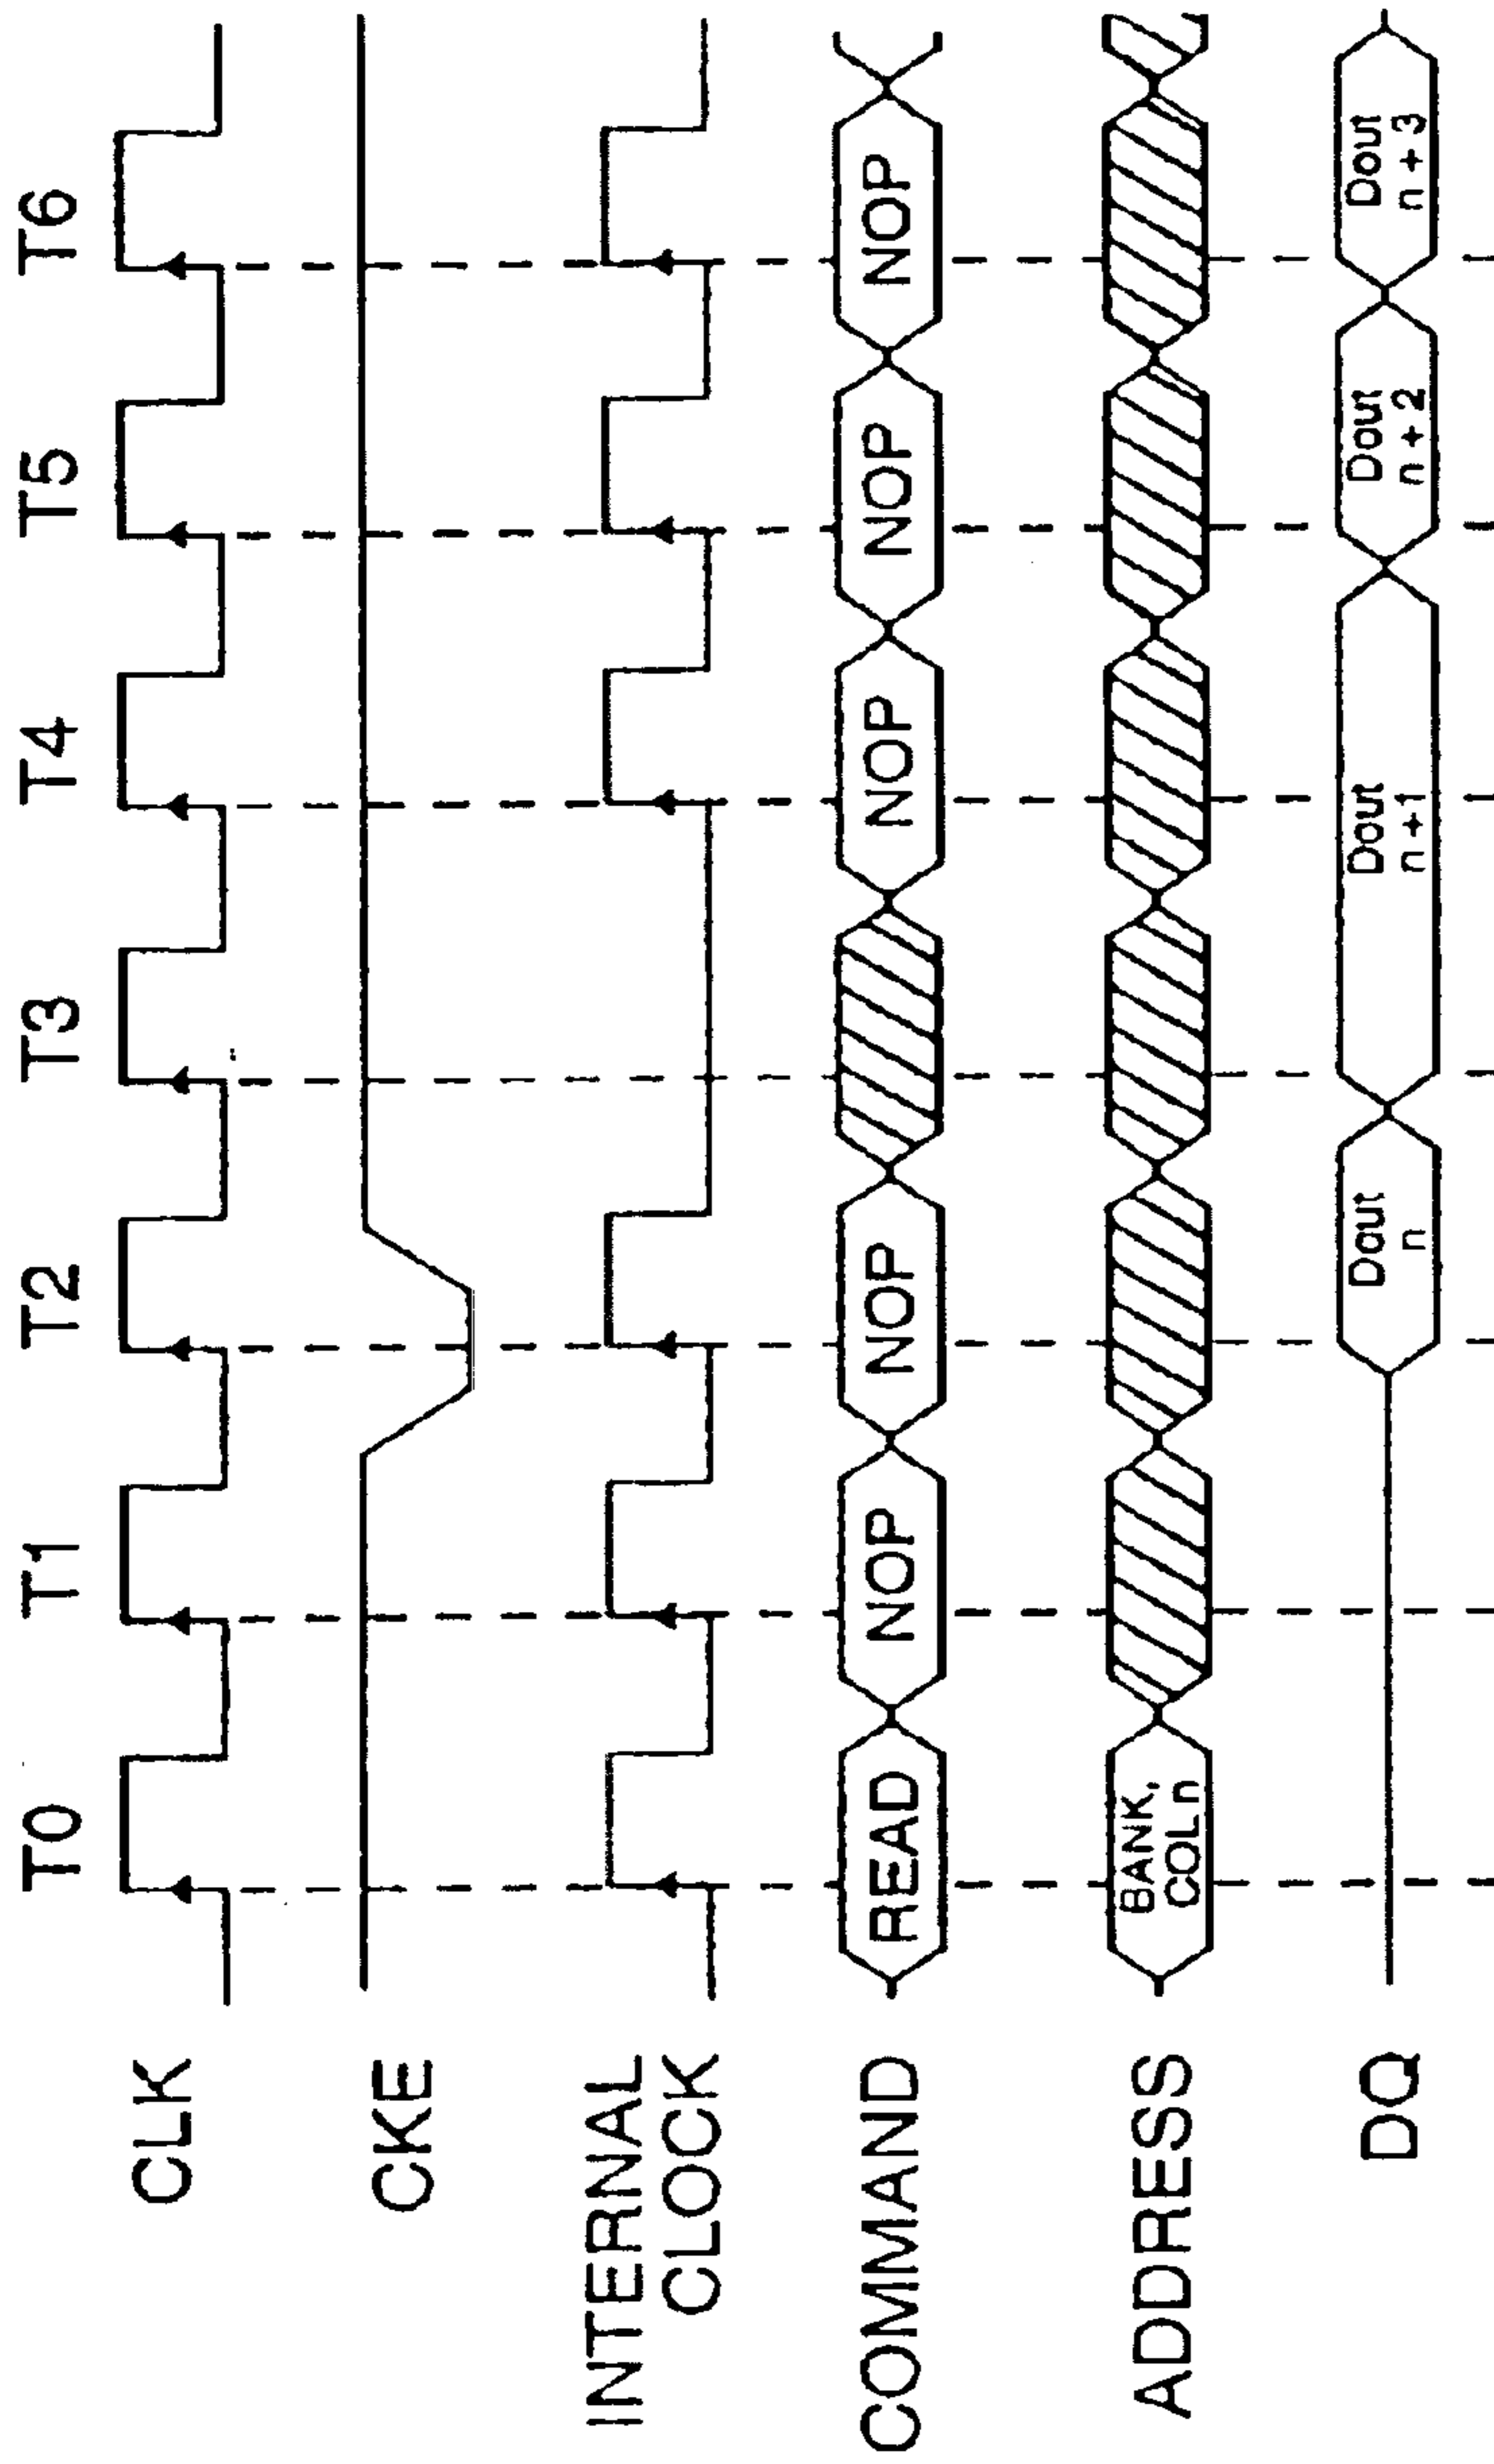 T0 T1 T2 T3 T4 T5 T6
CLK
CKE
INTERNAL
CLOCK
COMMAND READ NOP NOP NOP NOP NOP
ADDRESS BANK,
COL n
DQ Dout
n Dout
n + 1 Dout
n + 2 Dout
n + 3